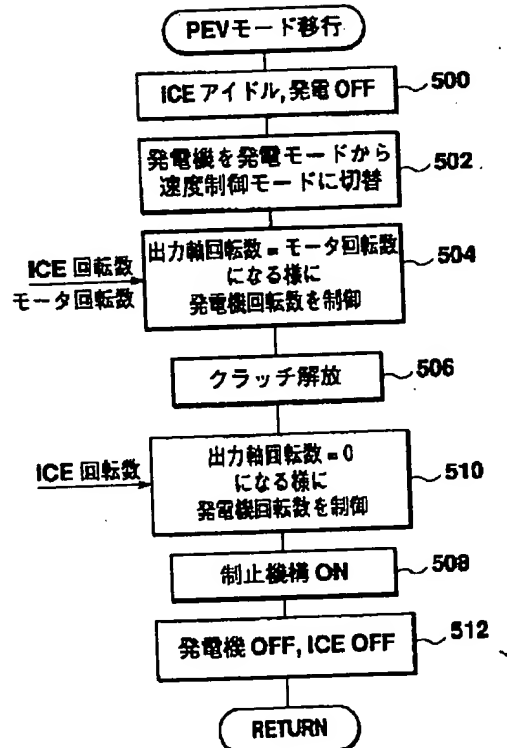 PEVモード移行
ICE アイドル, 発電 OFF
500
発電機を発電モードから
速度制御モードに切替
502
ICE 回転数
モータ回転数
出力軸回転数 = モータ回転数
になる様に
発電機回転数を制御
504
クラッチ解放
506
ICE 回転数
出力軸回転数 = 0
になる様に
発電機回転数を制御
510
制止機構 ON
508
発電機 OFF, ICE OFF
512
RETURN